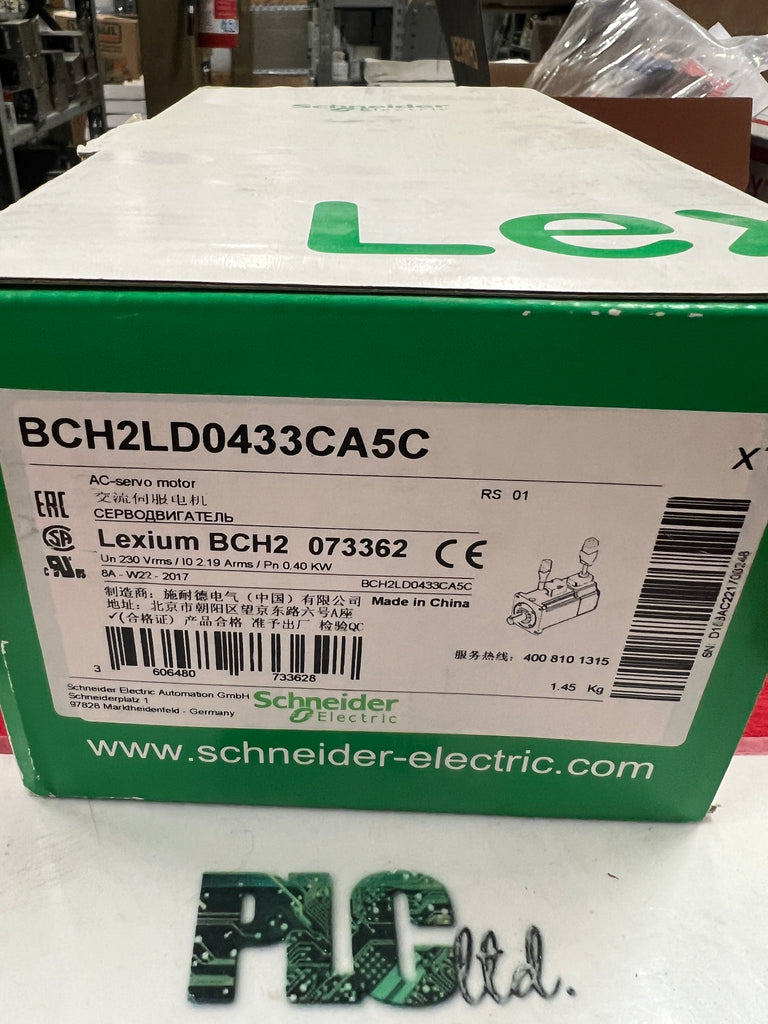 Schneider
Electric
Lex
BCH2LD0433CA5C
AC-servo motor
RS 01
交流伺服电机
СЕРВОДВИГАТЕЛЬ
Lexium BCH2 073362
Un 230 Vrms / I0 2.19 Arms / Pn 0.40 KW
8A - W22 - 2017
BCH2LD0433CA5C
制造商: 施耐德电气（中国）有限公司
Made in China
地址: 北京市朝阳区望京东路六号A座
✓(合格证) 产品合格 准予出厂 检验QC
3 606480 733628
服务热线: 400 810 1315
1.45 Kg
Schneider Electric Automation GmbH
Schneiderplatz 1
97828 Marktheidenfeld - Germany
Schneider
Electric
www.schneider-electric.com
PLC ltd.